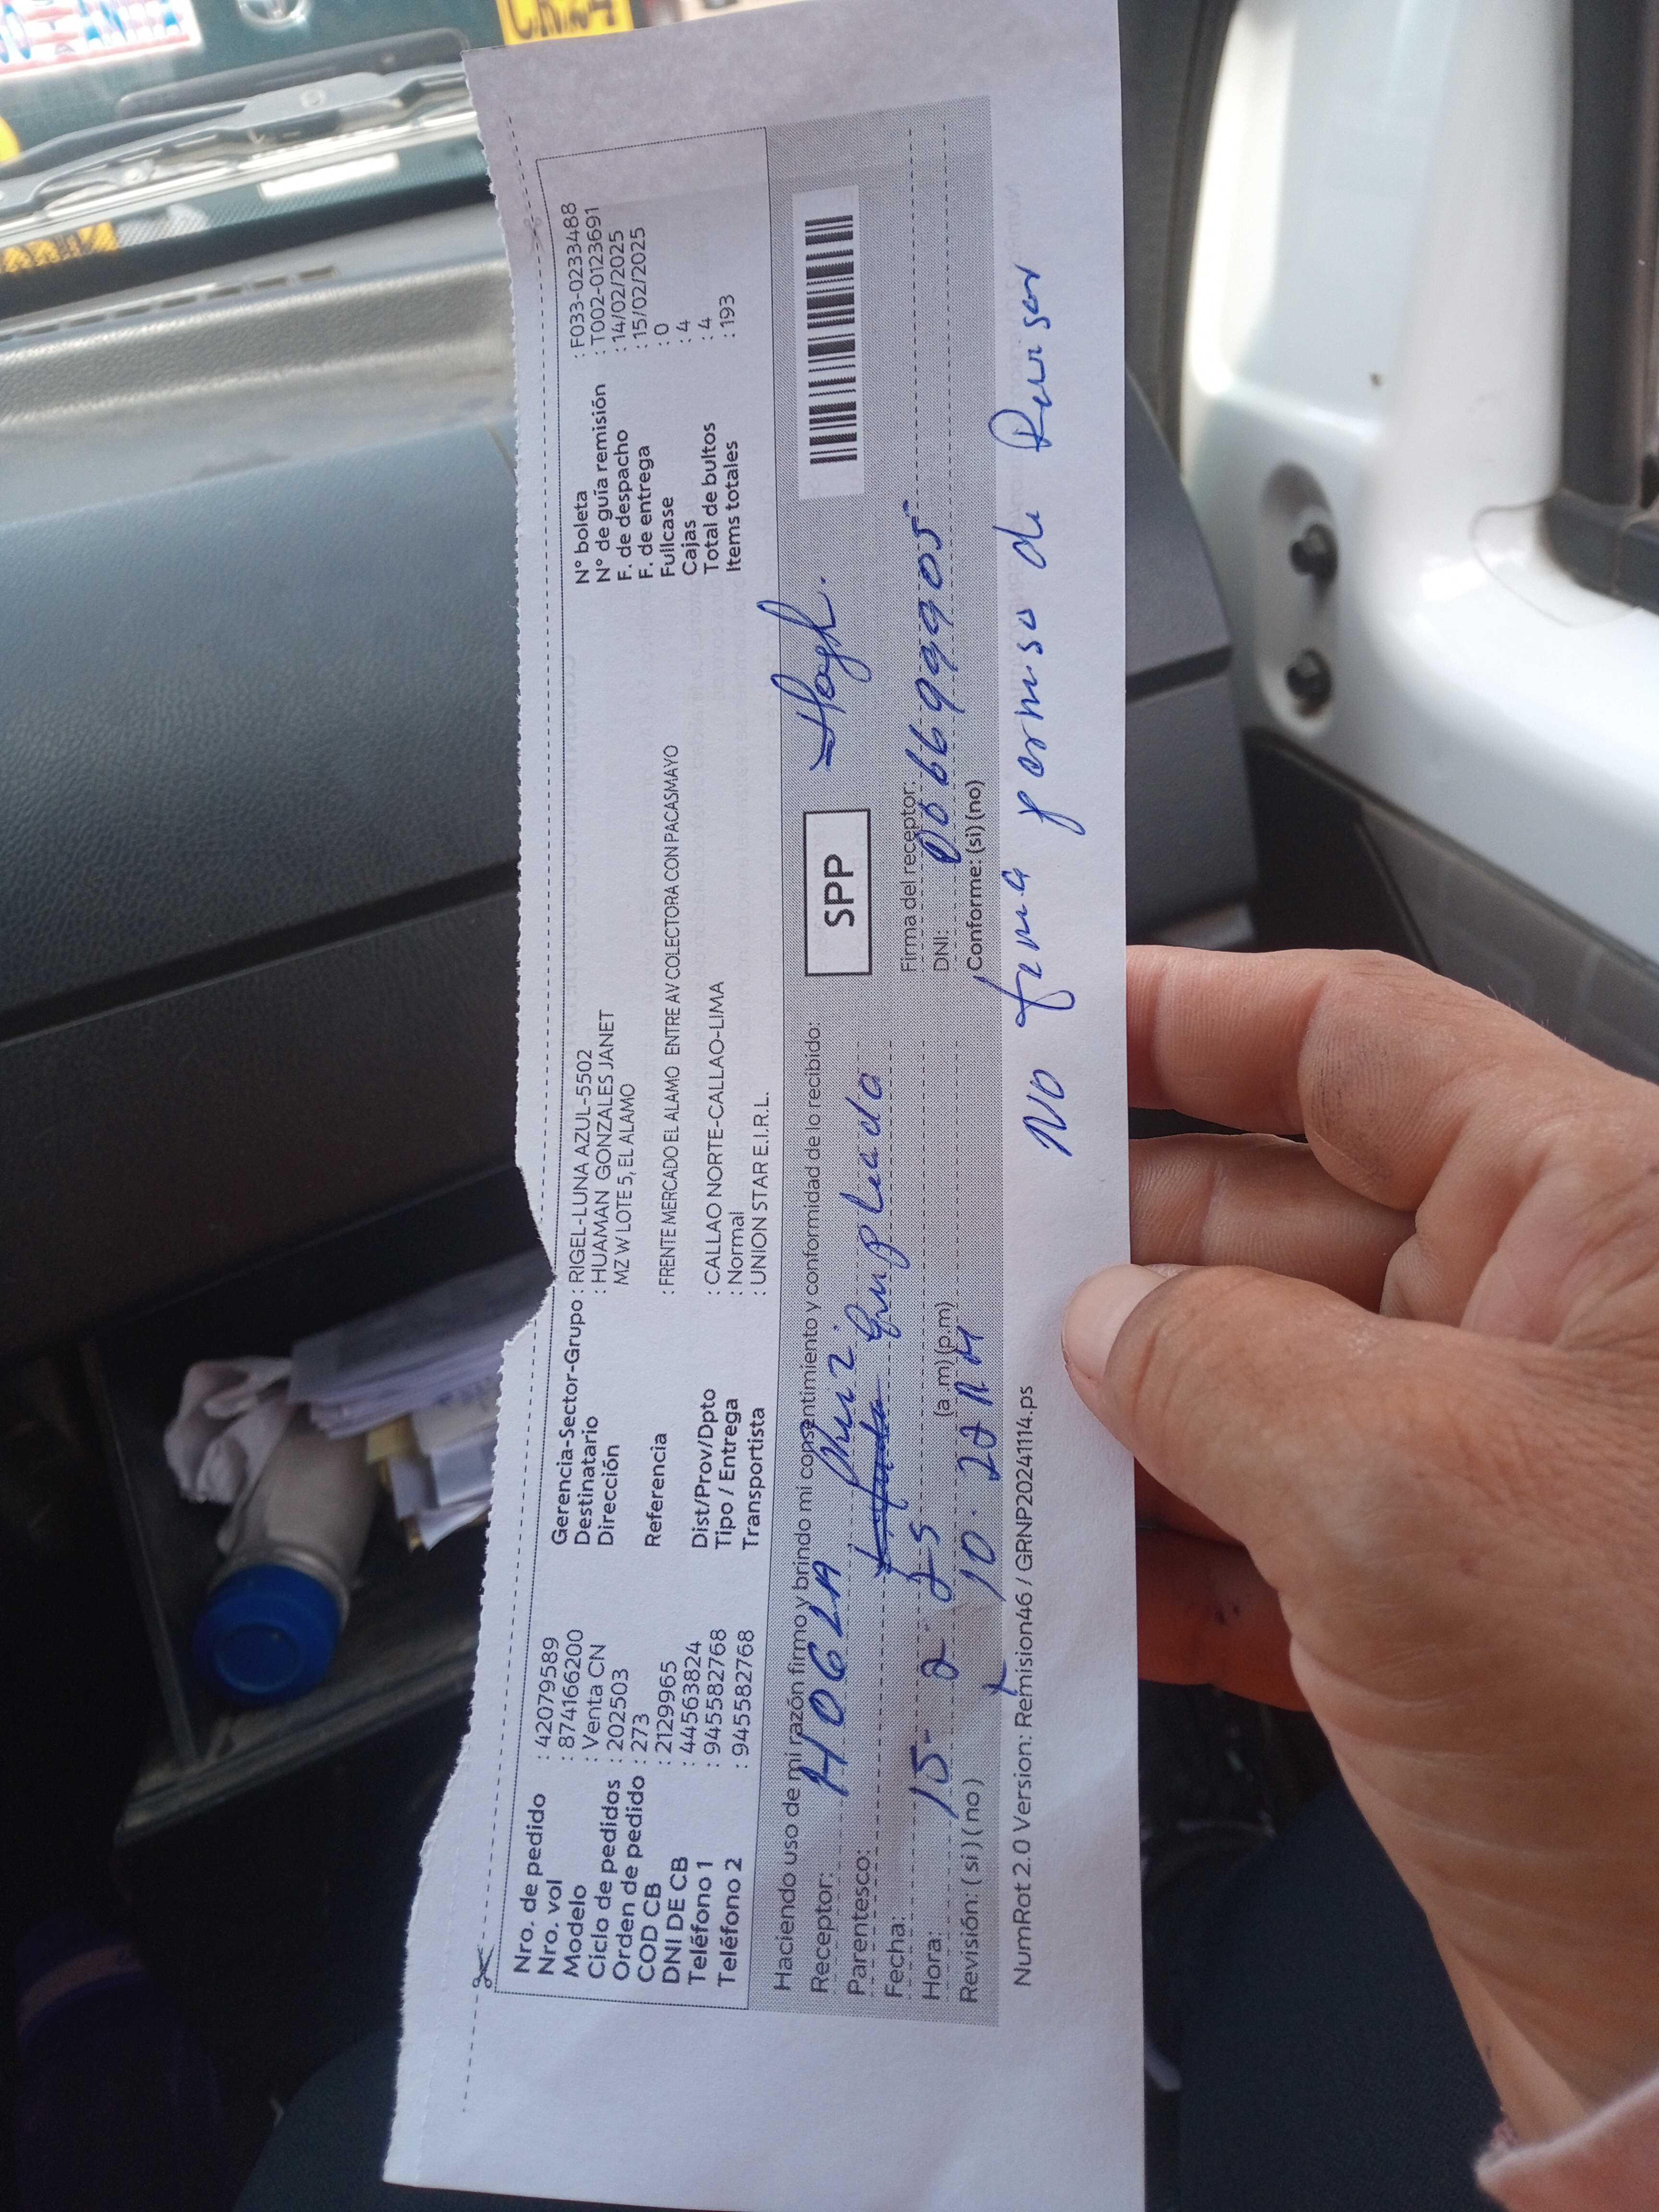 Nro. de pedido : 42079589
Nro. vol : 874166200
Modelo : Venta CN
Ciclo de pedidos : 202503
Orden de pedido : 273
COD CB : 2129965
DNI DE CB : 44563824
Teléfono 1 : 945582768
Teléfono 2 : 945582768
Gerencia-Sector-Grupo : RIGEL-LUNA AZUL-5502
Destinatario : HUAMAN GONZALES JANET
Dirección MZ W LOTE 5, EL ALAMO
Referencia : FRENTE MERCADO EL ALAMO ENTRE AV COLECTORA CON PACASMAYO
Dist/Prov/Dpto : CALLAO NORTE-CALLAO-LIMA
Tipo / Entrega : Normal
Transportista : UNION STAR E.I.R.L.
N° boleta : F033-0233488
N° de guía remisión : T002-0123691
F. de despacho : 14/02/2025
F. de entrega : 15/02/2025
Fullcase : 0
Cajas : 4
Total de bultos : 4
Items totales : 193
Haciendo uso de mi razón firmo y brindo mi consentimiento y conformidad de lo recibido:
Receptor: HOGLA
Parentesco: Empleada
Fecha: 15-2-25
Hora: 10.22 AM (a.m) (p.m)
Revisión: ( si ) ( no )
SPP
Firma del receptor:
DNI:
Conforme: (si) (no)
NumRot 2.0 Version: Remision46 / GRNP20241114.ps
No tenia permiso de Revisar